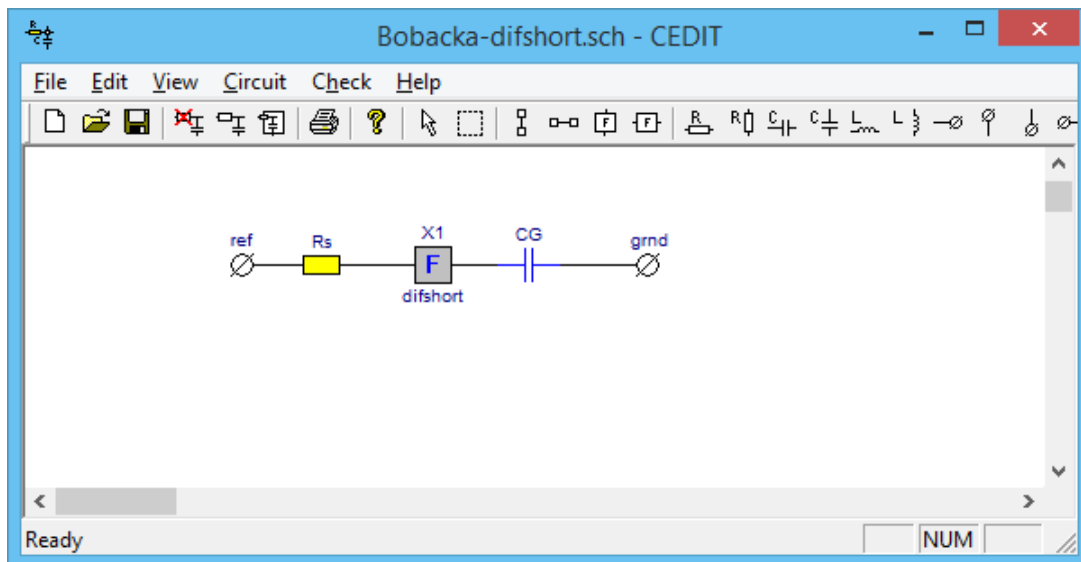 Bobacka-difshort.sch - CEDIT
File Edit View Circuit Check Help
F F R R C C L L
ref Rs X1 CG grnd
F
difshort
Ready NUM